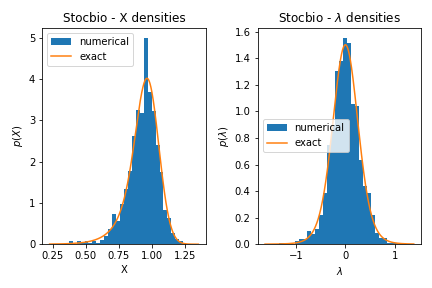 Stocbio - X densities
5
4
3
2
1
0
p(X)
numerical
exact
0.25 0.50 0.75 1.00 1.25
X
Stocbio - λ densities
1.6
1.4
1.2
1.0
0.8
0.6
0.4
0.2
0.0
p(λ)
numerical
exact
−1 0 1
λ